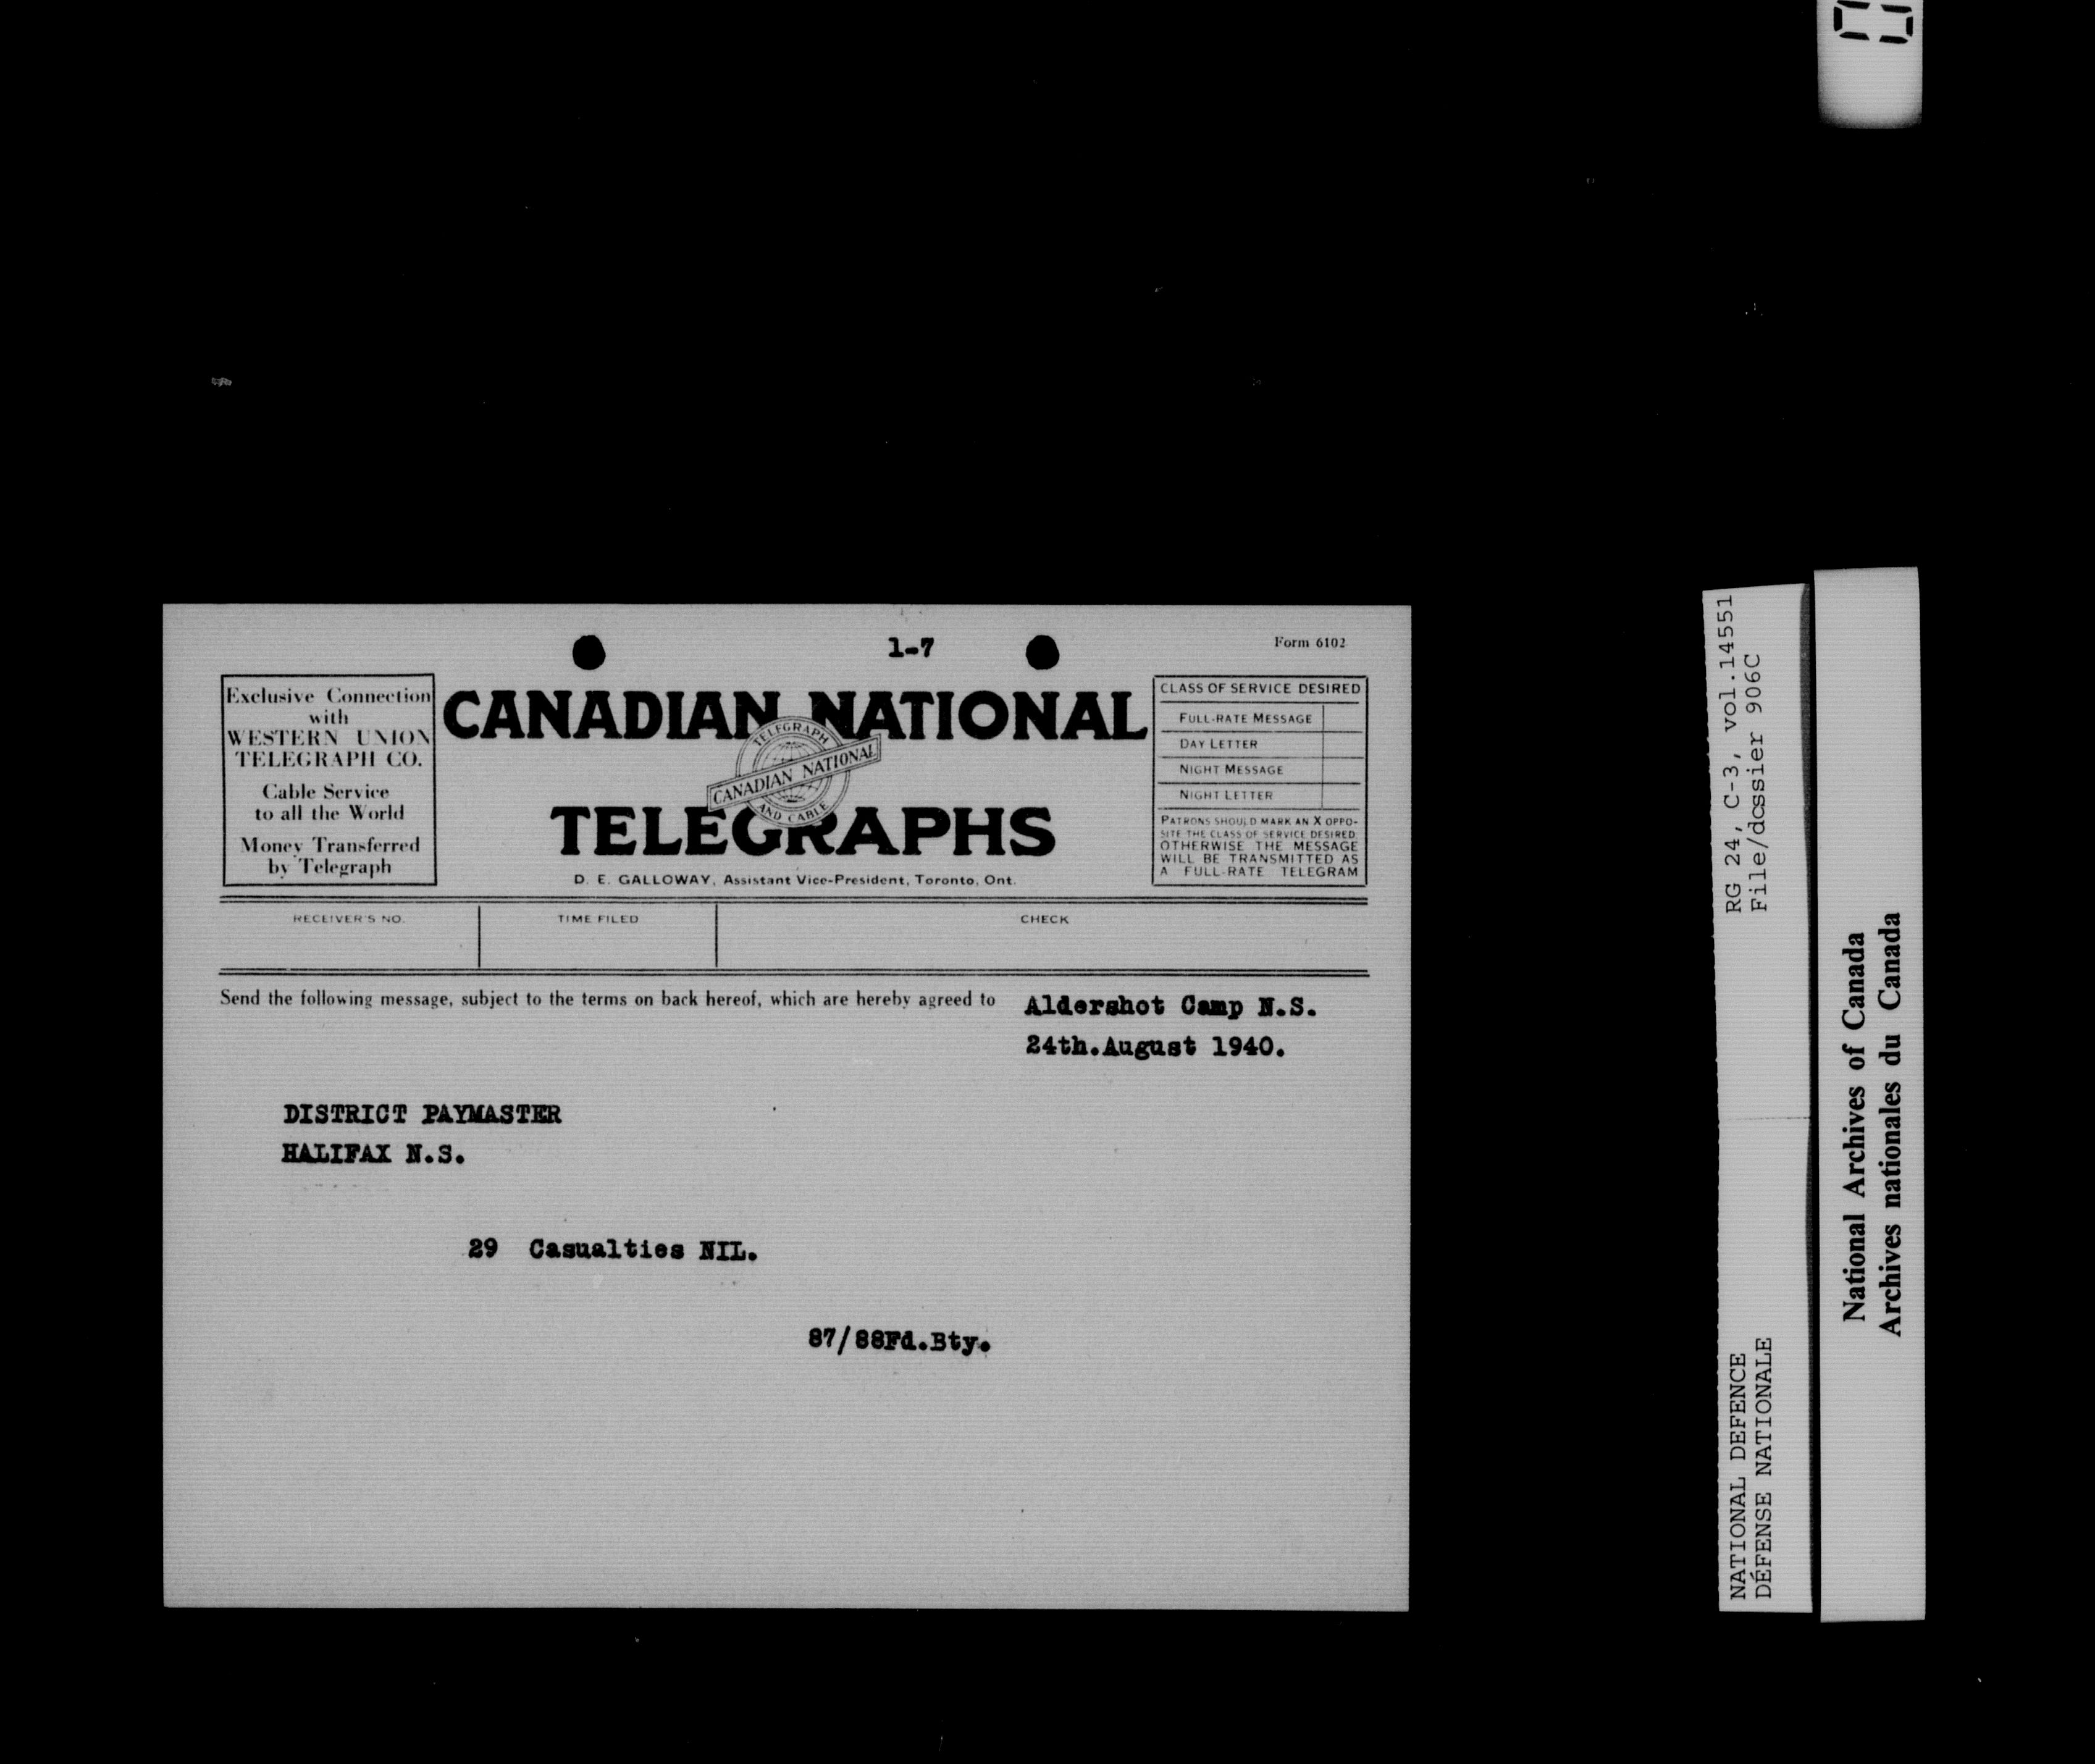 1-7
Form 6102
Exclusive Connection
with
WESTERN UNION
TELEGRAPH CO.
Cable Service
to all the World
Money Transferred
by Telegraph
CANADIAN NATIONAL
TELEGRAPH
CANADIAN NATIONAL
AND CABLE
TELEGRAPHS
D. E. GALLOWAY, Assistant Vice-President, Toronto, Ont.
CLASS OF SERVICE DESIRED
FULL-RATE MESSAGE
DAY LETTER
NIGHT MESSAGE
NIGHT LETTER
PATRONS SHOULD MARK AN X OPPO-
SITE THE CLASS OF SERVICE DESIRED
OTHERWISE THE MESSAGE
WILL BE TRANSMITTED AS
A FULL-RATE TELEGRAM
RECEIVER'S NO.
TIME FILED
CHECK
Send the following message, subject to the terms on back hereof, which are hereby agreed to
Aldershot Camp N.S.
24th.August 1940.
DISTRICT PAYMASTER
HALIFAX N.S.
29 Casualties NIL.
87/88Fd.Bty.
NATIONAL DEFENCE
DÉFENSE NATIONALE
RG 24, C-3, vol.14551
File/dossier 906C
National Archives of Canada
Archives nationales du Canada